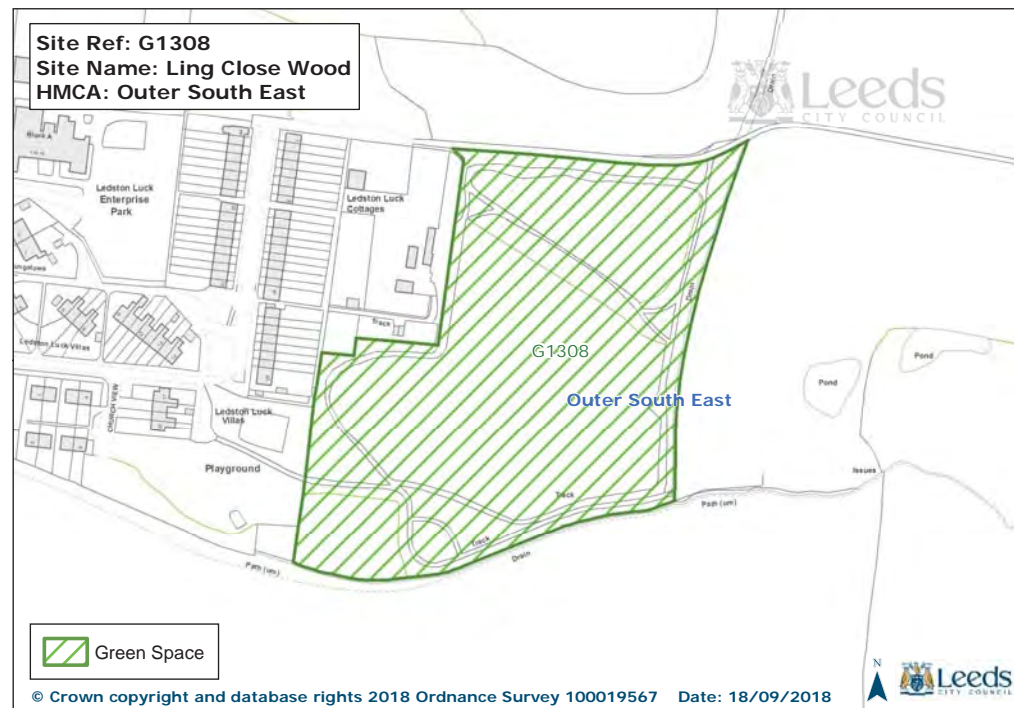 Site Ref: G1308
Site Name: Ling Close Wood
HMCA: Outer South East
Leeds
CITY COUNCIL
Drain
Block A
Ledston Luck
Enterprise
Park
Ledston Luck
Cottages
Track
Drain
G1308
Outer South East
Pond
Pond
Ledston Luck Villas
CHURCH VIEW
Ledston Luck
Villas
Playground
Issues
Track
Path (um)
Track
Drain
Path (um)
Green Space
N
Leeds
CITY COUNCIL
© Crown copyright and database rights 2018 Ordnance Survey 100019567 Date: 18/09/2018